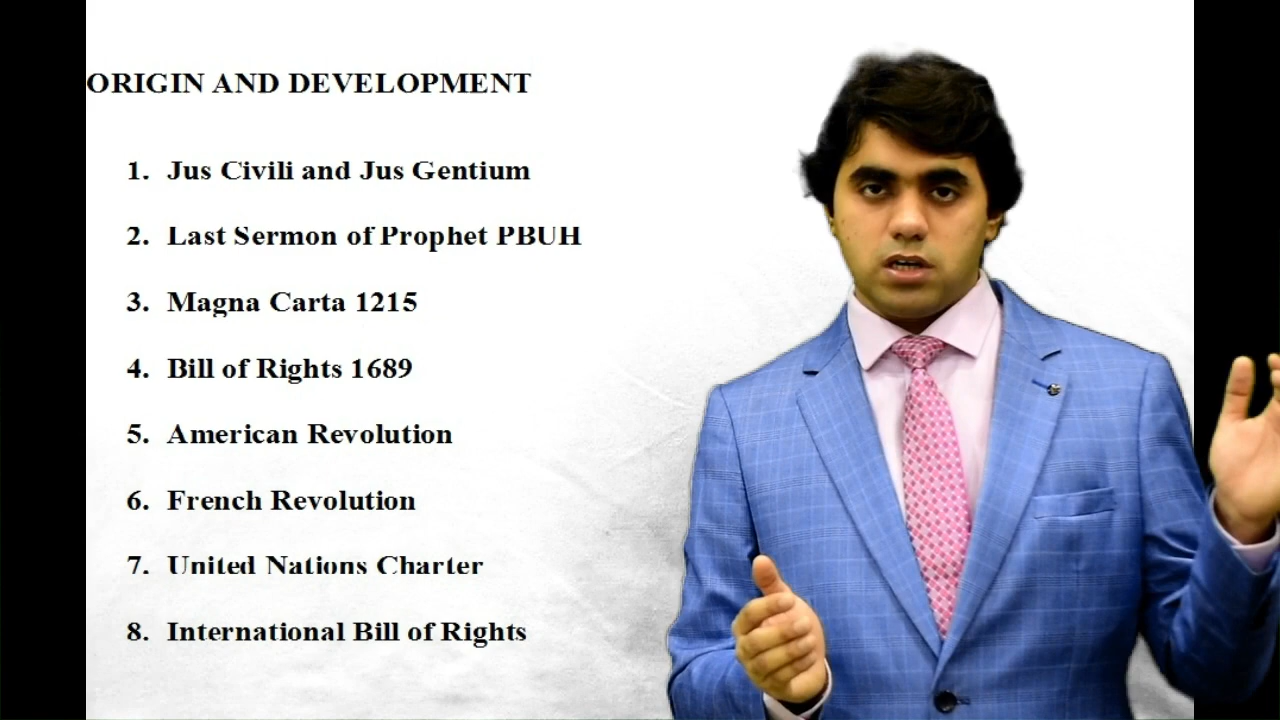 ORIGIN AND DEVELOPMENT
1. Jus Civili and Jus Gentium
2. Last Sermon of Prophet PBUH
3. Magna Carta 1215
4. Bill of Rights 1689
5. American Revolution
6. French Revolution
7. United Nations Charter
8. International Bill of Rights